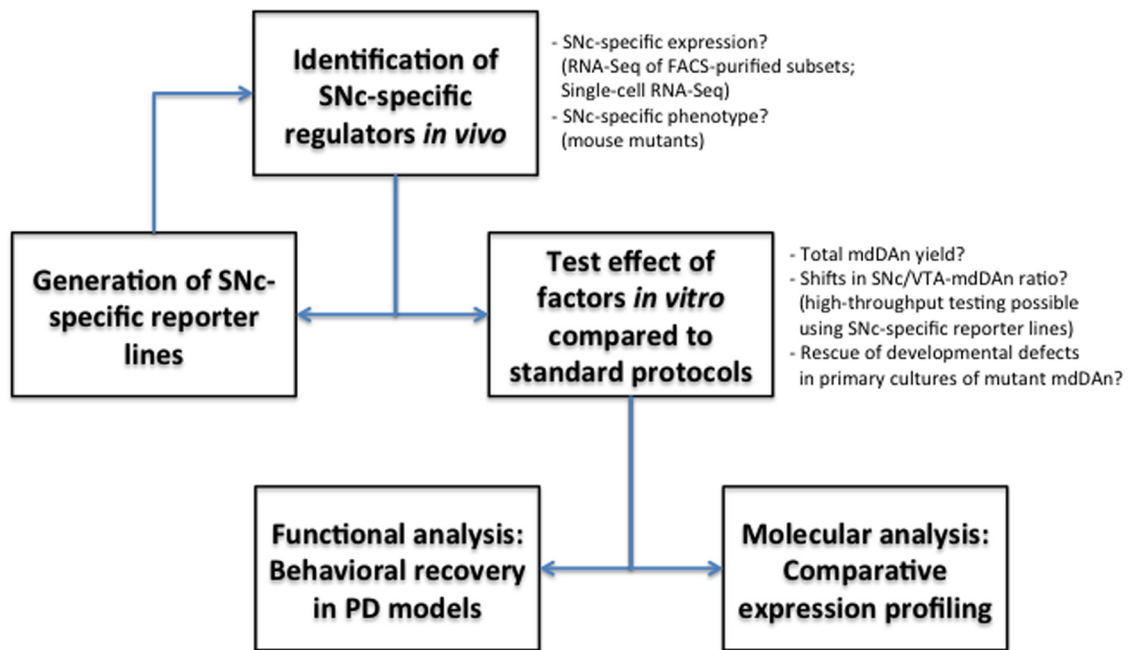 Identification of
SNc-specific
regulators in vivo
- SNc-specific expression?
(RNA-Seq of FACS-purified subsets;
Single-cell RNA-Seq)
- SNc-specific phenotype?
(mouse mutants)
Generation of SNc-
specific reporter
lines
Test effect of
factors in vitro
compared to
standard protocols
- Total mdDAn yield?
- Shifts in SNc/VTA-mdDAn ratio?
(high-throughput testing possible
using SNc-specific reporter lines)
- Rescue of developmental defects
in primary cultures of mutant mdDAn?
Functional analysis:
Behavioral recovery
in PD models
Molecular analysis:
Comparative
expression profiling